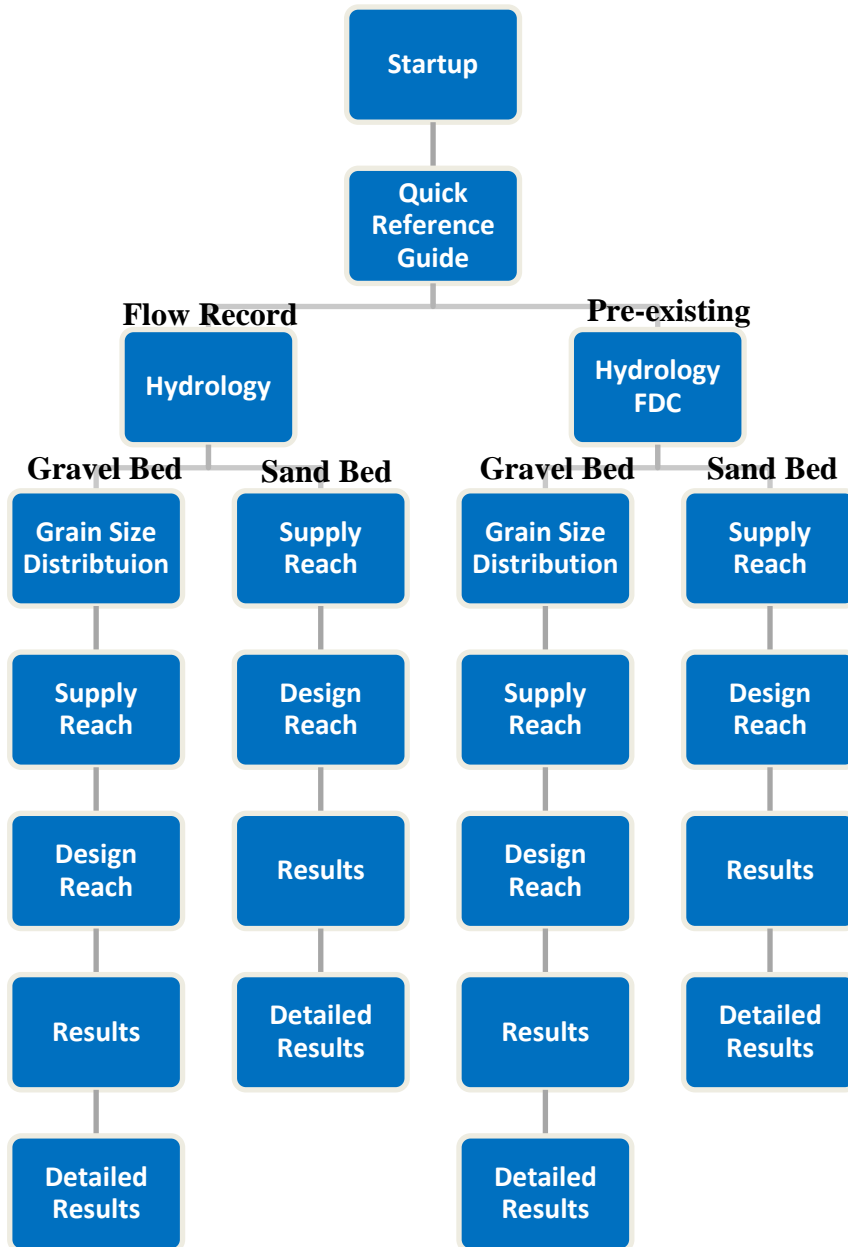 Startup
Quick
Reference
Guide
Flow Record
Pre-existing
Hydrology
Hydrology
FDC
Gravel Bed
Sand Bed
Gravel Bed
Sand Bed
Grain Size
Distribtuion
Supply
Reach
Grain Size
Distribution
Supply
Reach
Supply
Reach
Design
Reach
Supply
Reach
Design
Reach
Design
Reach
Results
Design
Reach
Results
Results
Detailed
Results
Results
Detailed
Results
Detailed
Results
Detailed
Results